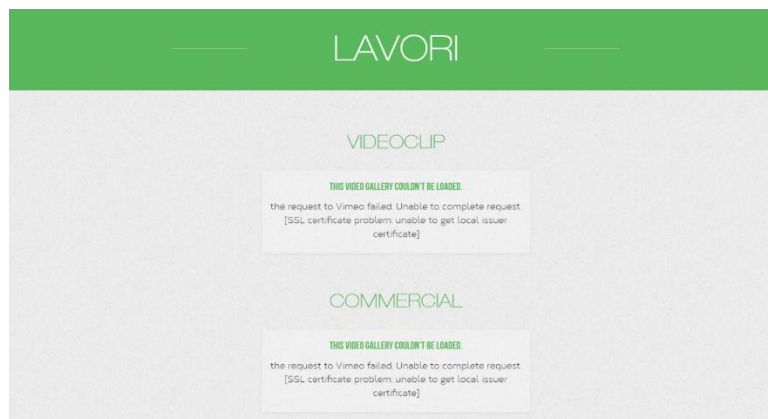 LAVORI
VIDEOCLIP
THIS VIDEO GALLERY COULDN'T BE LOADED.
the request to Vimeo failed. Unable to complete request.
[SSL certificate problem: unable to get local issuer
certificate]
COMMERCIAL
THIS VIDEO GALLERY COULDN'T BE LOADED.
the request to Vimeo failed. Unable to complete request.
[SSL certificate problem: unable to get local issuer
certificate]